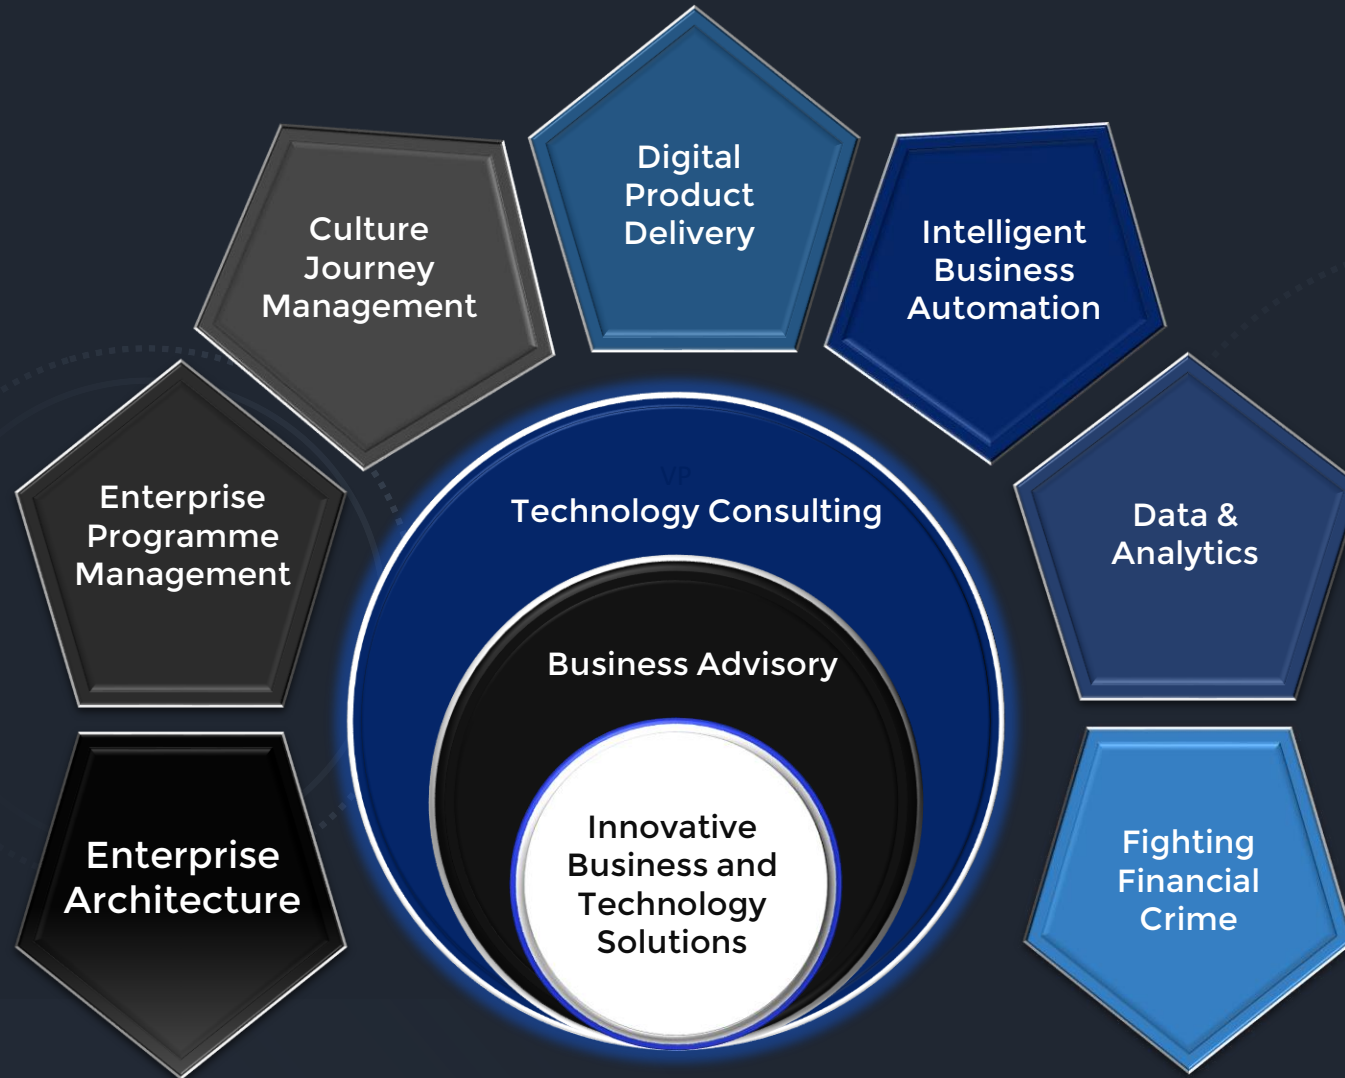 Digital
Product
Delivery
Culture
Journey
Management
Intelligent
Business
Automation
Enterprise
Programme
Management
VP
Technology Consulting
Data &
Analytics
Business Advisory
Enterprise
Architecture
Innovative
Business and
Technology
Solutions
Fighting
Financial
Crime